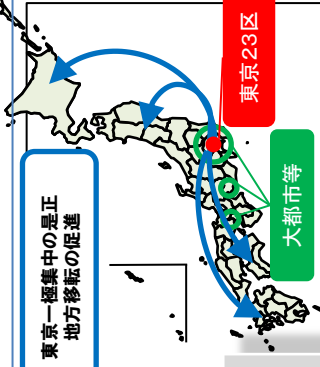 東京23区
大都市等
東京一極集中の是正
地方移転の促進